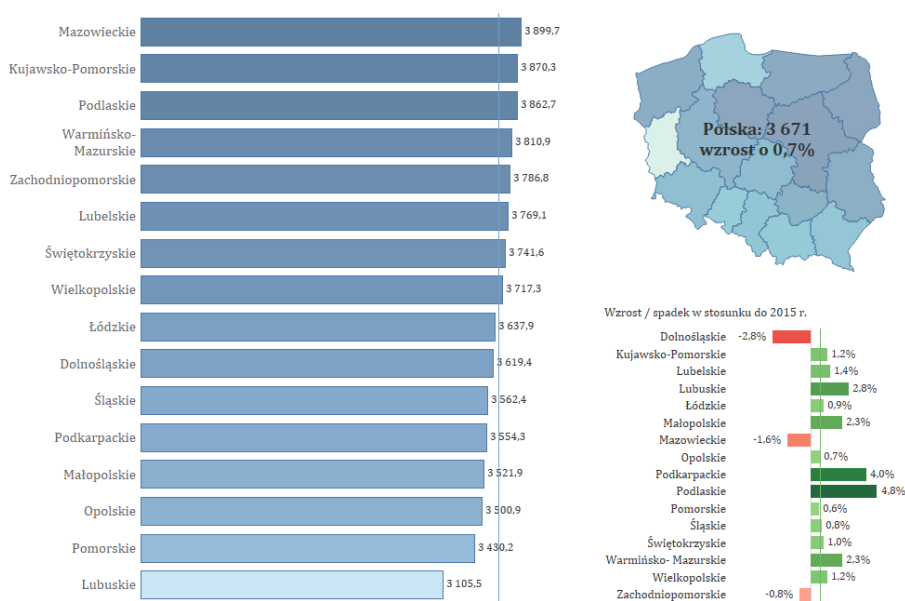 Mazowieckie 3 899,7
Kujawsko-Pomorskie 3 870,3
Podlaskie 3 862,7
Warmińsko-
Mazurskie 3 810,9
Zachodniopomorskie 3 786,8
Lubelskie 3 769,1
Świętokrzyskie 3 741,6
Wielkopolskie 3 717,3
Łódzkie 3 637,9
Dolnośląskie 3 619,4
Śląskie 3 562,4
Podkarpackie 3 554,3
Małopolskie 3 521,9
Opolskie 3 500,9
Pomorskie 3 430,2
Lubuskie 3 105,5
Polska: 3 671
wzrost o 0,7%
Wzrost / spadek w stosunku do 2015 r.
Dolnośląskie -2,8%
Kujawsko-Pomorskie 1,2%
Lubelskie 1,4%
Lubuskie 2,8%
Łódzkie 0,9%
Małopolskie 2,3%
Mazowieckie -1,6%
Opolskie 0,7%
Podkarpackie 4,0%
Podlaskie 4,8%
Pomorskie 0,6%
Śląskie 0,8%
Świętokrzyskie 1,0%
Warmińsko- Mazurskie 2,3%
Wielkopolskie 1,2%
Zachodniopomorskie -0,8%